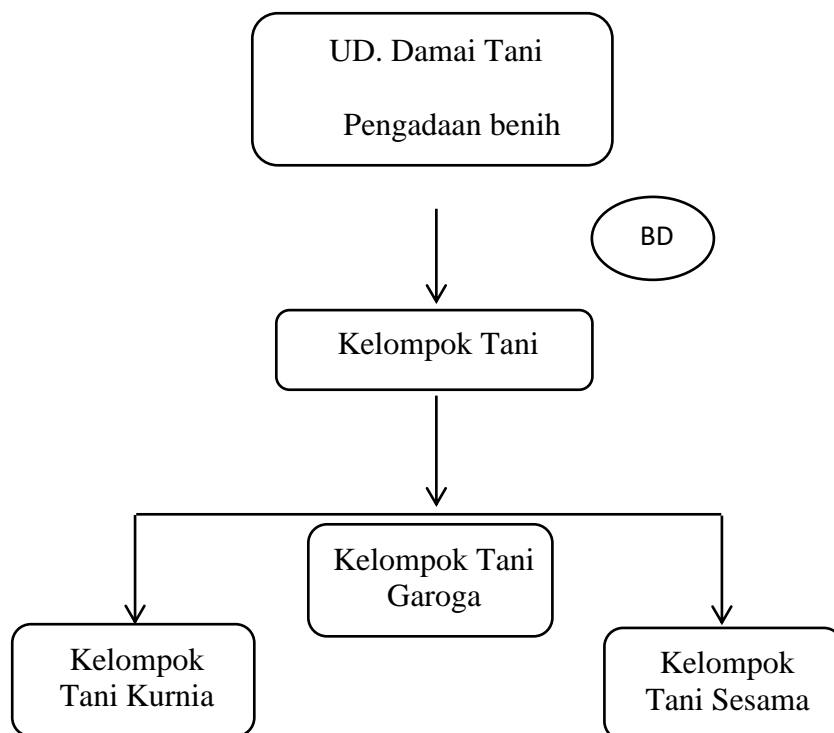 UD. Damai Tani
Pengadaan benih
BD
Kelompok Tani
Kelompok Tani
Garoga
Kelompok
Tani Kurnia
Kelompok
Tani Sesama